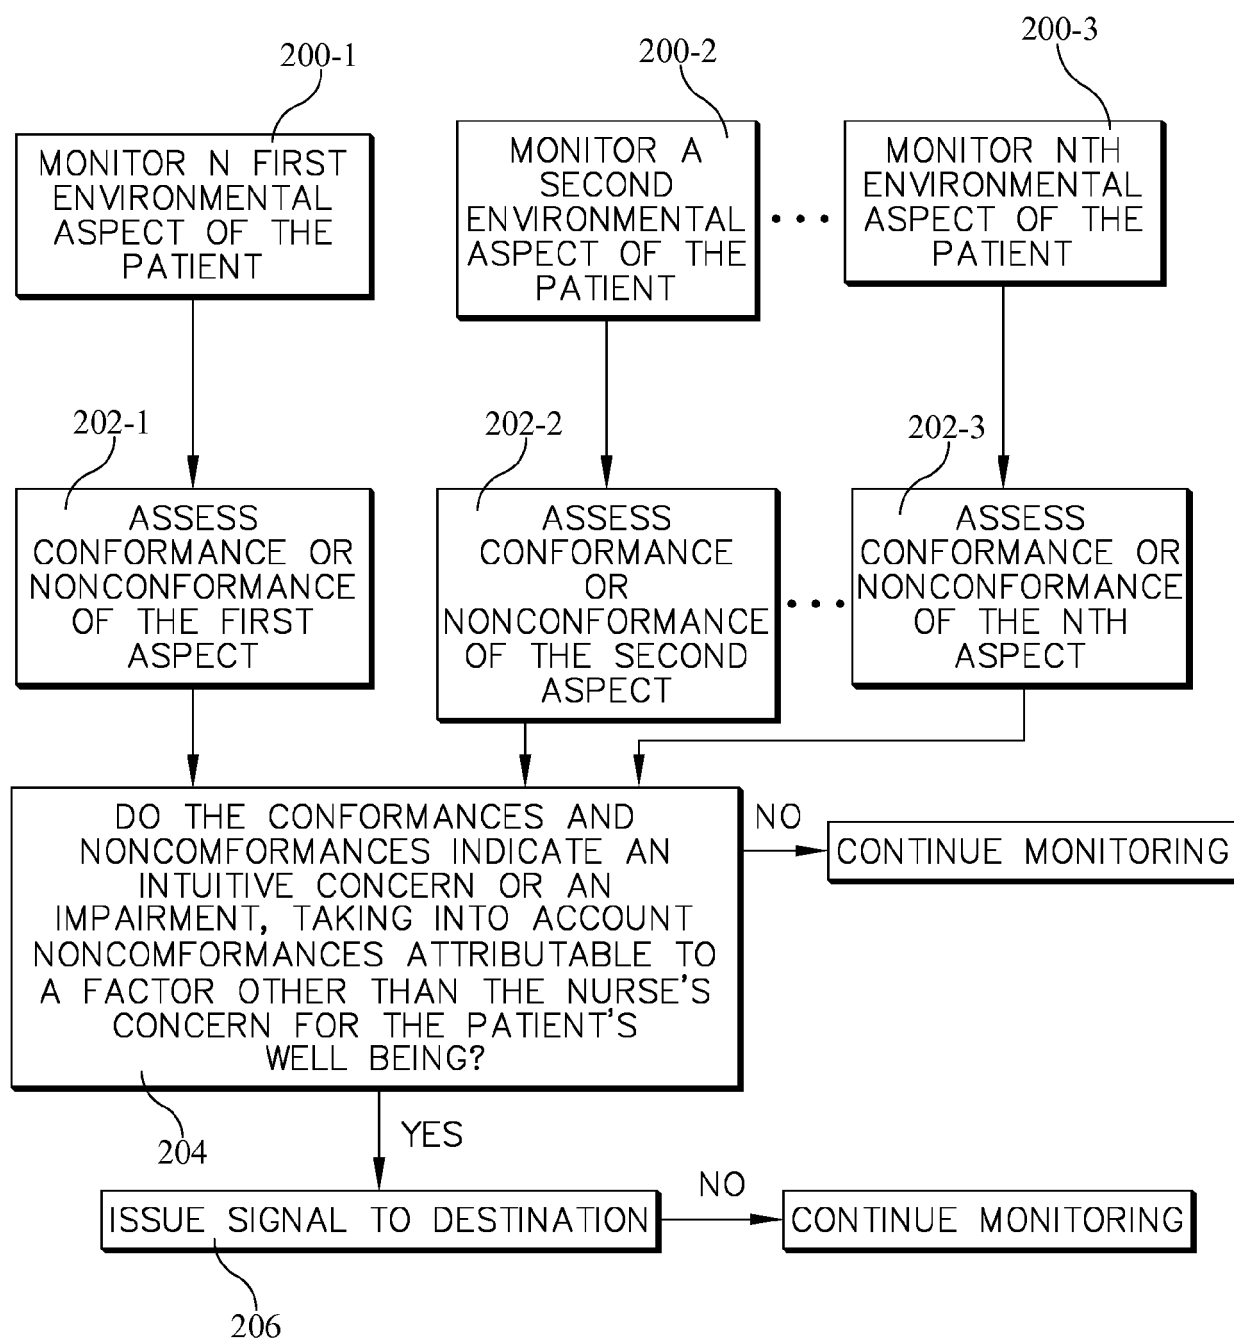 200-1
200-2
200-3
MONITOR N FIRST
ENVIRONMENTAL
ASPECT OF THE
PATIENT
MONITOR A
SECOND
ENVIRONMENTAL
ASPECT OF THE
PATIENT
MONITOR NTH
ENVIRONMENTAL
ASPECT OF THE
PATIENT
202-1
202-2
202-3
ASSESS
CONFORMANCE OR
NONCONFORMANCE
OF THE FIRST
ASPECT
ASSESS
CONFORMANCE
OR
NONCONFORMANCE
OF THE SECOND
ASPECT
ASSESS
CONFORMANCE OR
NONCONFORMANCE
OF THE NTH
ASPECT
DO THE CONFORMANCES AND
NONCOMFORMANCES INDICATE AN
INTUITIVE CONCERN OR AN
IMPAIRMENT, TAKING INTO ACCOUNT
NONCOMFORMANCES ATTRIBUTABLE TO
A FACTOR OTHER THAN THE NURSE'S
CONCERN FOR THE PATIENT'S
WELL BEING?
NO
CONTINUE MONITORING
204
YES
ISSUE SIGNAL TO DESTINATION
NO
CONTINUE MONITORING
206